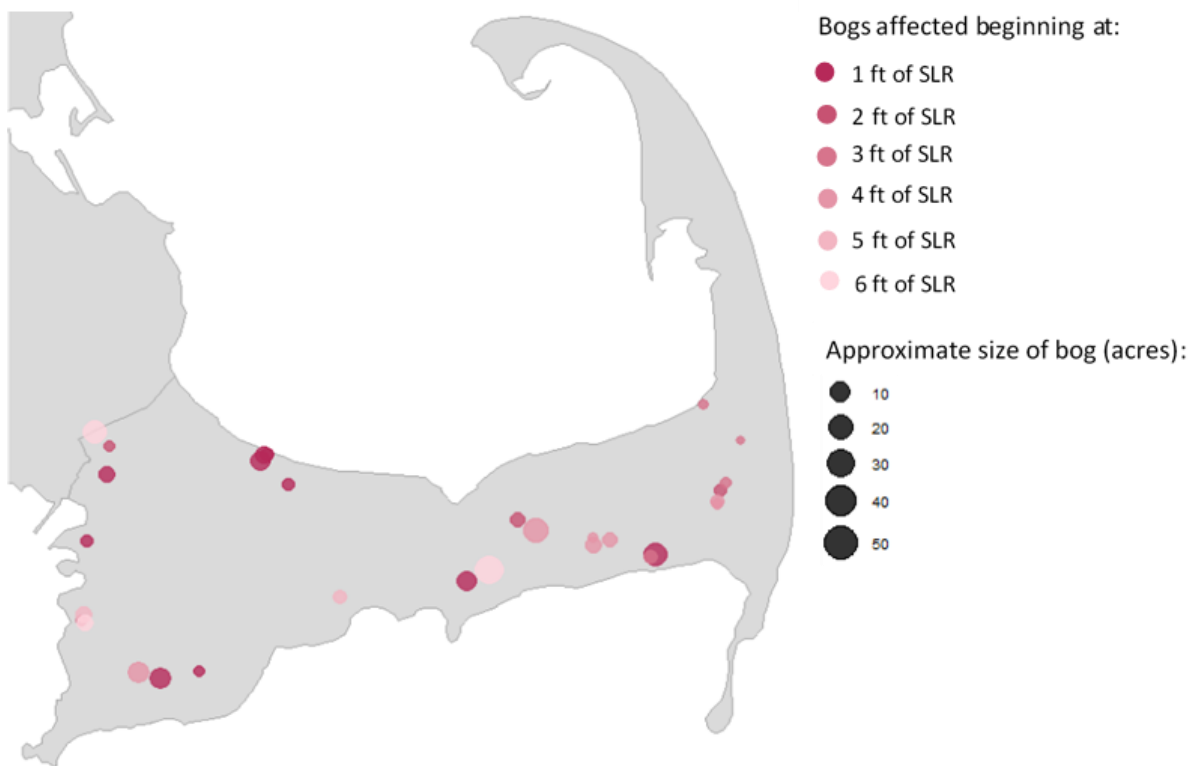 Bogs affected beginning at:
1 ft of SLR
2 ft of SLR
3 ft of SLR
4 ft of SLR
5 ft of SLR
6 ft of SLR
Approximate size of bog (acres):
10
20
30
40
50